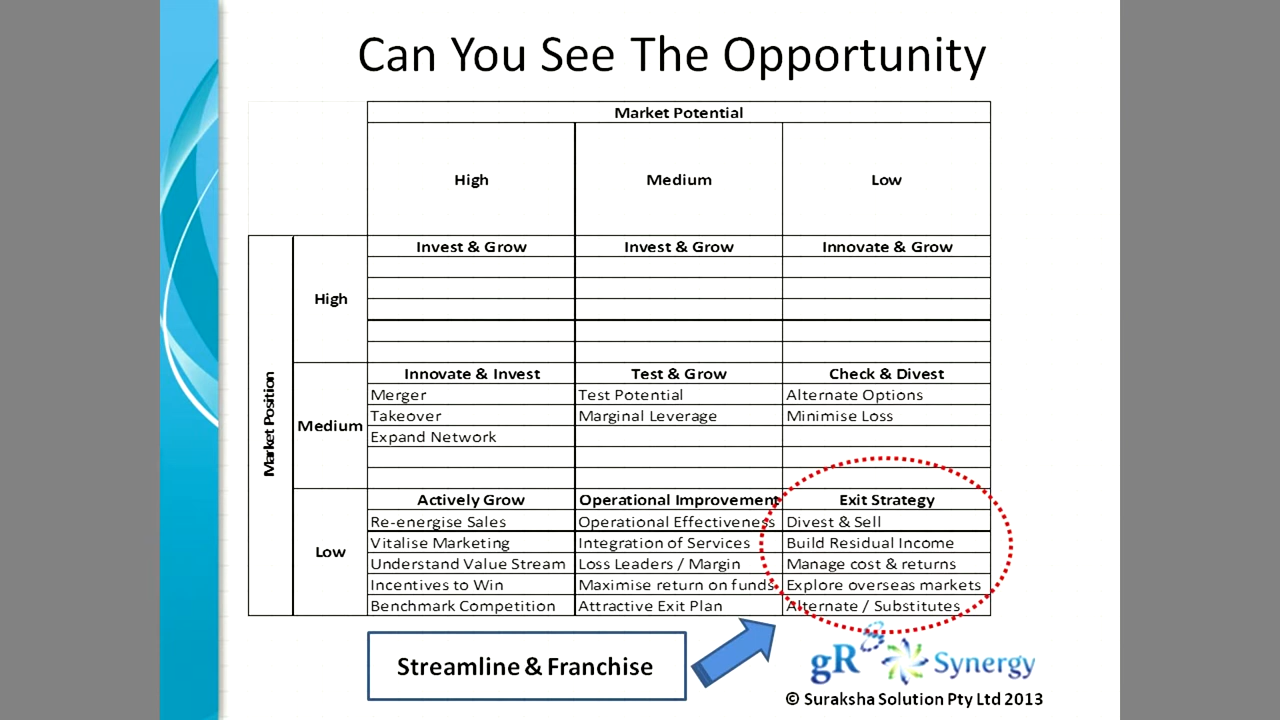 Can You See The Opportunity
Market Potential
High Medium Low
Market Position
High
Invest & Grow Invest & Grow Innovate & Grow
Medium
Innovate & Invest Test & Grow Check & Divest
Merger Test Potential Alternate Options
Takeover Marginal Leverage Minimise Loss
Expand Network
Low
Actively Grow Operational Improvement Exit Strategy
Re-energise Sales Operational Effectiveness Divest & Sell
Vitalise Marketing Integration of Services Build Residual Income
Understand Value Stream Loss Leaders / Margin Manage cost & returns
Incentives to Win Maximise return on funds Explore overseas markets
Benchmark Competition Attractive Exit Plan Alternate / Substitutes
Streamline & Franchise
gR Synergy
© Suraksha Solution Pty Ltd 2013